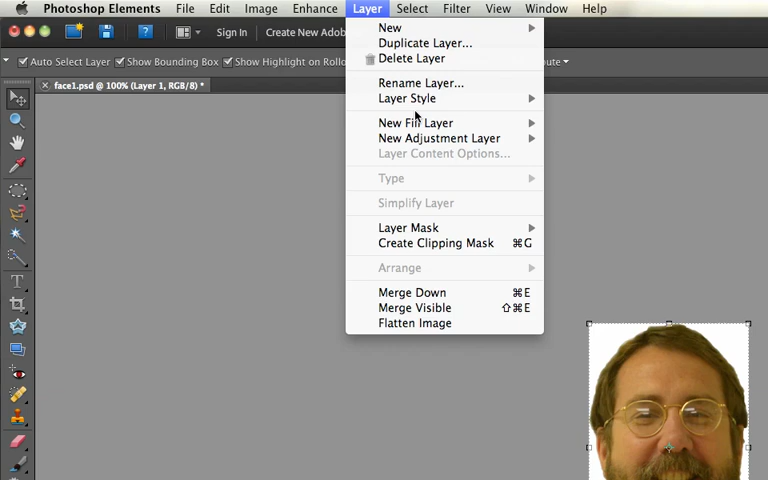 Photoshop Elements File Edit Image Enhance Layer Select Filter View Window Help
Sign In Create New Adob
Auto Select Layer Show Bounding Box Show Highlight on Rollo
face1.psd @ 100% (Layer 1, RGB/8) *
New
Duplicate Layer...
Delete Layer
Rename Layer...
Layer Style
New Fill Layer
New Adjustment Layer
Layer Content Options...
Type
Simplify Layer
Layer Mask
Create Clipping Mask ⌘G
Arrange
Merge Down ⌘E
Merge Visible ⇧⌘E
Flatten Image